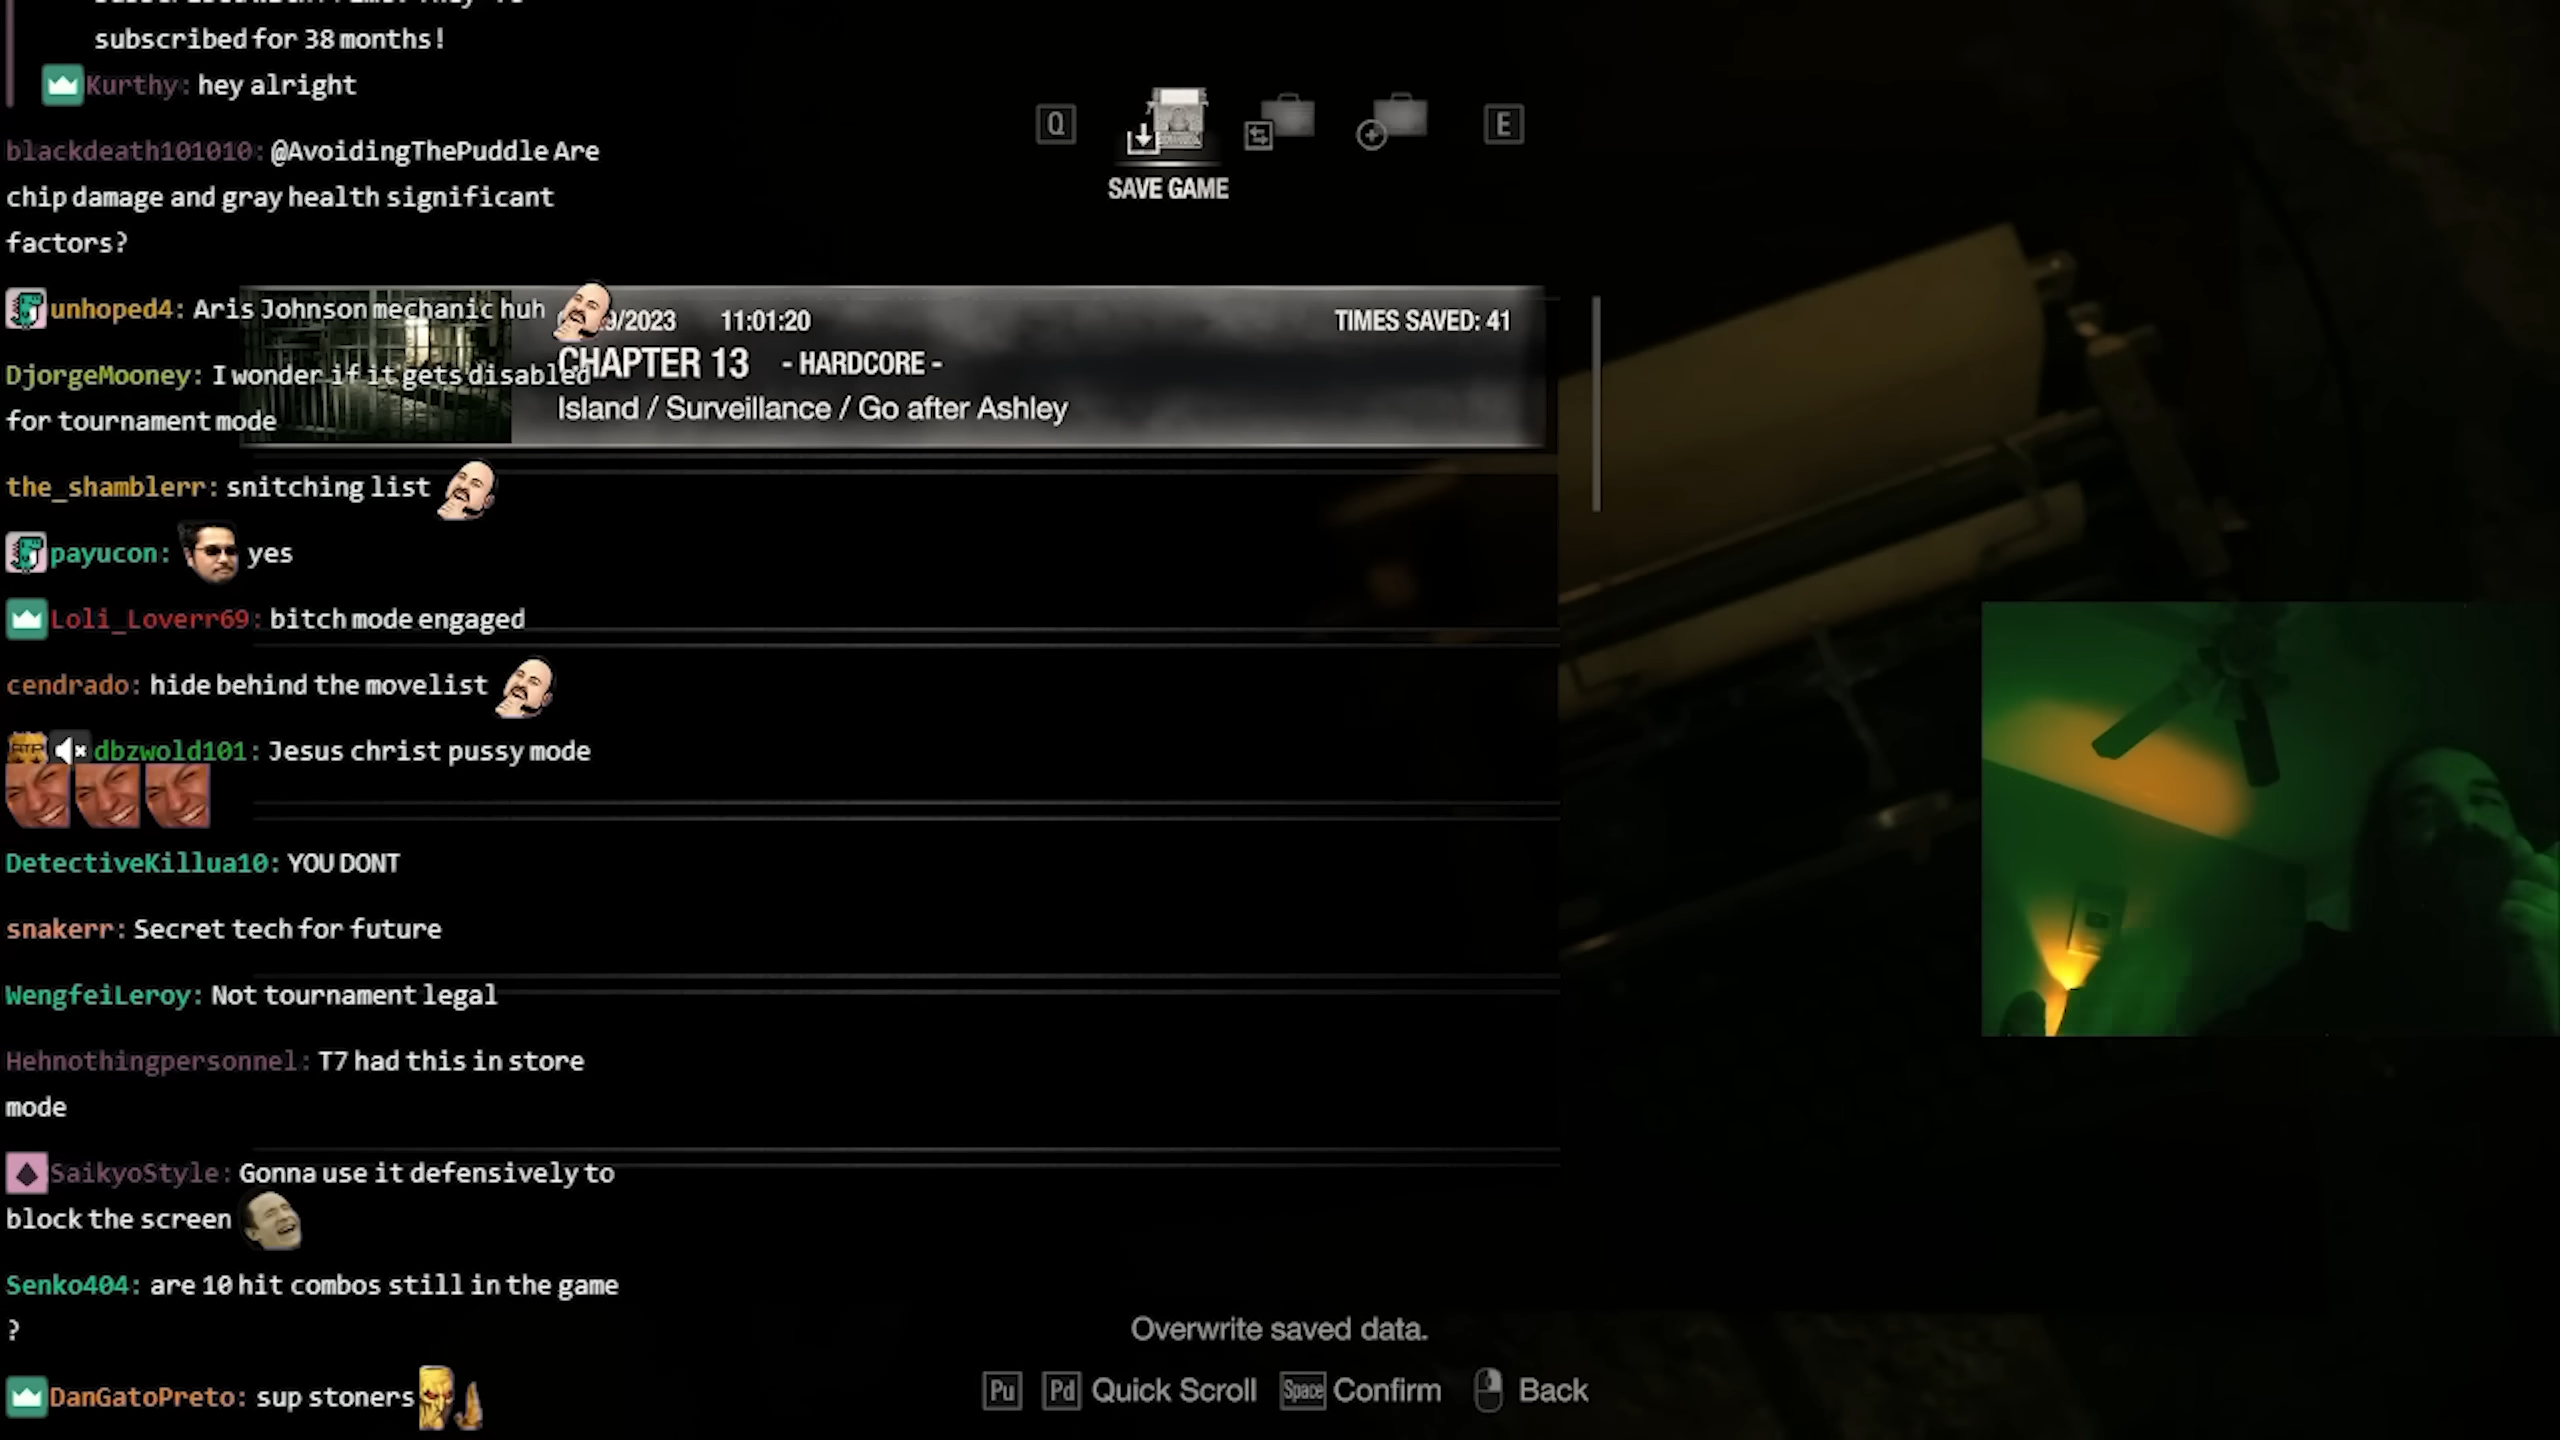 subscribed for 38 months!
Kurthy: hey alright
blackdeath101010: @AvoidingThePuddle Are
chip damage and gray health significant
factors?
unhoped4: Aris Johnson mechanic huh
DjorgeMooney: I wonder if it gets disabled
for tournament mode
the_shamblerr: snitching list
payucon: yes
Loli_Loverr69: bitch mode engaged
cendrado: hide behind the movelist
ATP dbzwold101: Jesus christ pussy mode
DetectiveKillua10: YOU DONT
snakerr: Secret tech for future
WengfeiLeroy: Not tournament legal
Hehnothingpersonnel: T7 had this in store
mode
SaikyoStyle: Gonna use it defensively to
block the screen
Senko404: are 10 hit combos still in the game
?
DanGatoPreto: sup stoners
Q E
SAVE GAME
9/2023 11:01:20 TIMES SAVED: 41
CHAPTER 13 - HARDCORE -
Island / Surveillance / Go after Ashley
Overwrite saved data.
Pu Pd Quick Scroll Space Confirm Back